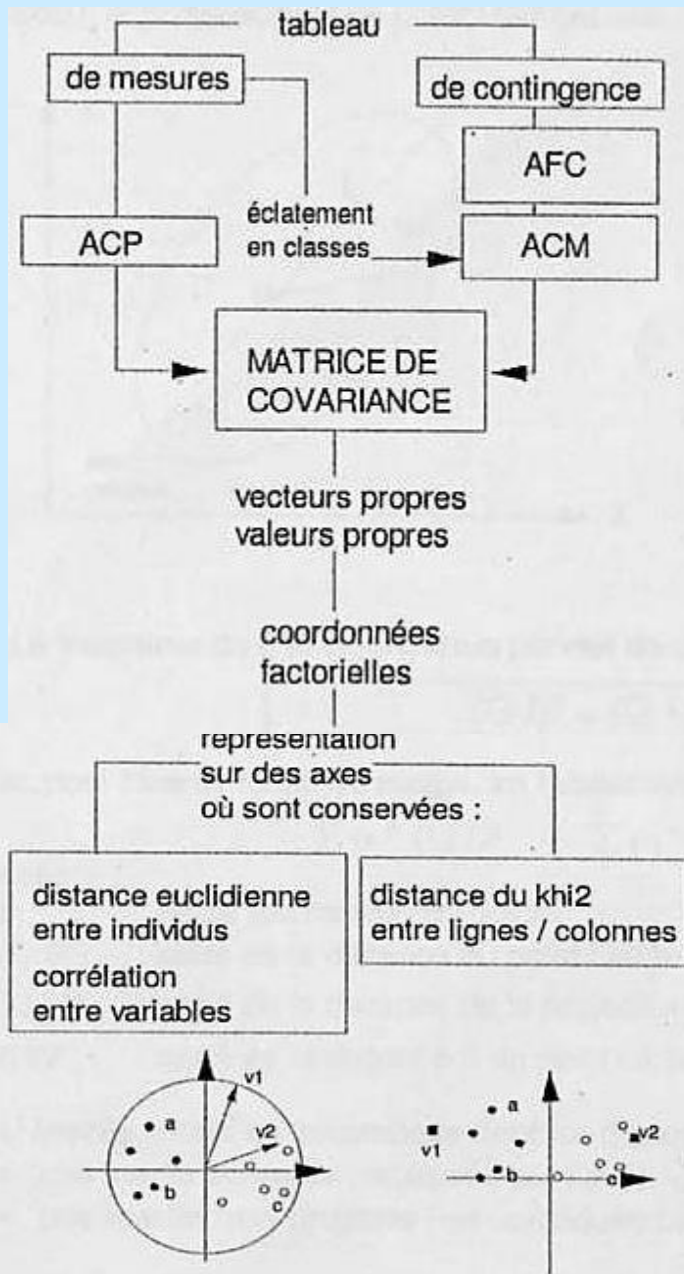 tableau
de mesures
de contingence
AFC
éclatement
en classes
ACP
ACM
MATRICE DE
COVARIANCE
vecteurs propres
valeurs propres
coordonnées
factorielles
représentation
sur des axes
où sont conservées :
distance euclidienne
entre individus
corrélation
entre variables
distance du khi2
entre lignes / colonnes
v1
a
v2
b
c
a
v1
v2
b
c